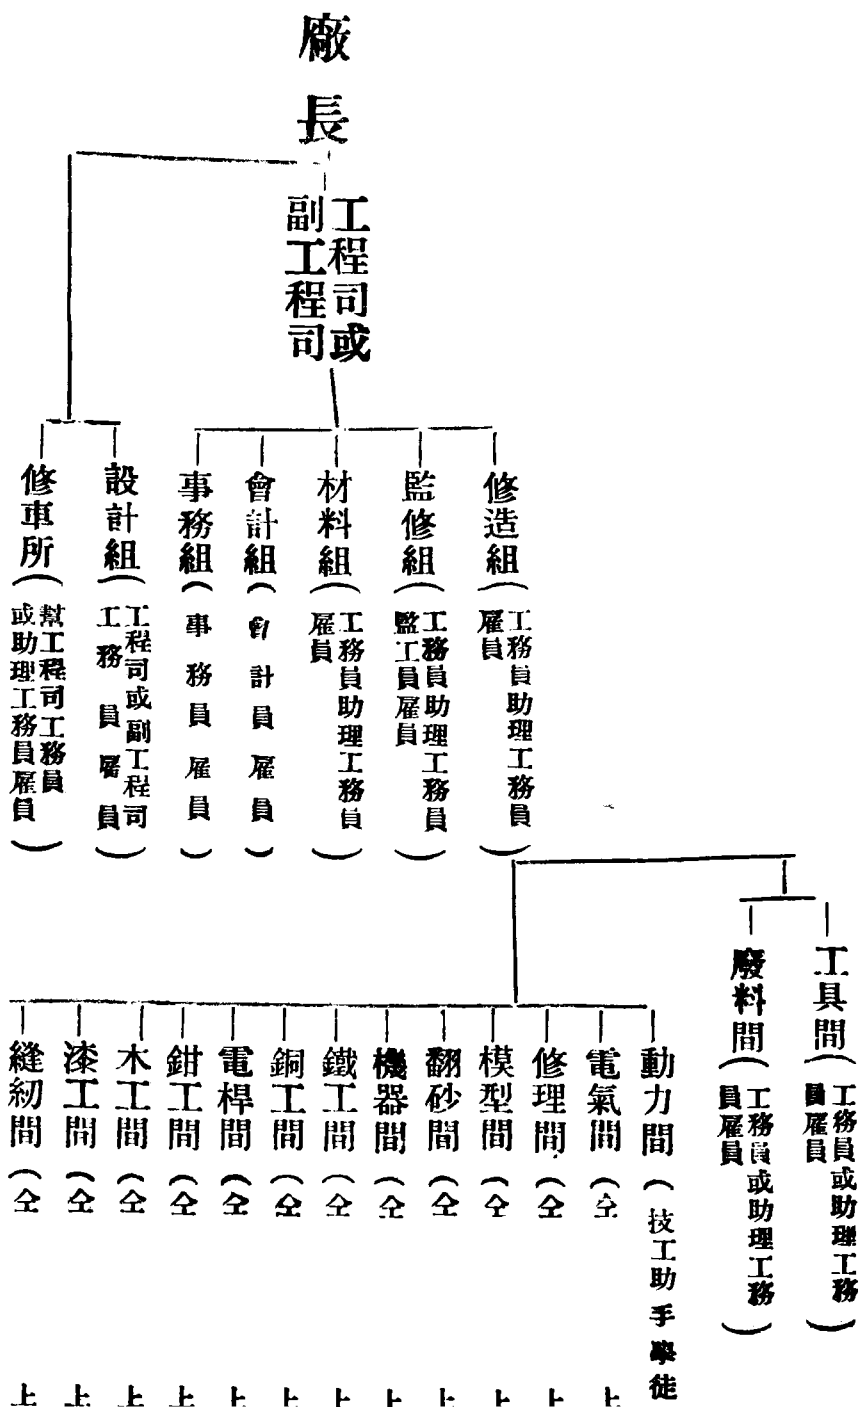 廠長
工程司或
副工程司
修造組(工務員助理工務員
雇員)
監修組(工務員助理工務員
監工員雇員)
材料組(工務員助理工務員
雇員)
會計組(會計員雇員)
事務組(事務員雇員)
設計組(工程司或副工程司
工務員雇員)
修車所(幫工程司工務員
或助理工務員雇員)
工具間(工務員或助理工務
員雇員)
廢料間(工務員或助理工務
員雇員)
動力間(技工助手學徒
電氣間(仝上
修理間(仝上
模型間(仝上
翻砂間(仝上
機器間(仝上
鐵工間(仝上
銅工間(仝上
電桿間(仝上
鉗工間(仝上
木工間(仝上
漆工間(仝上
縫紉間(仝上